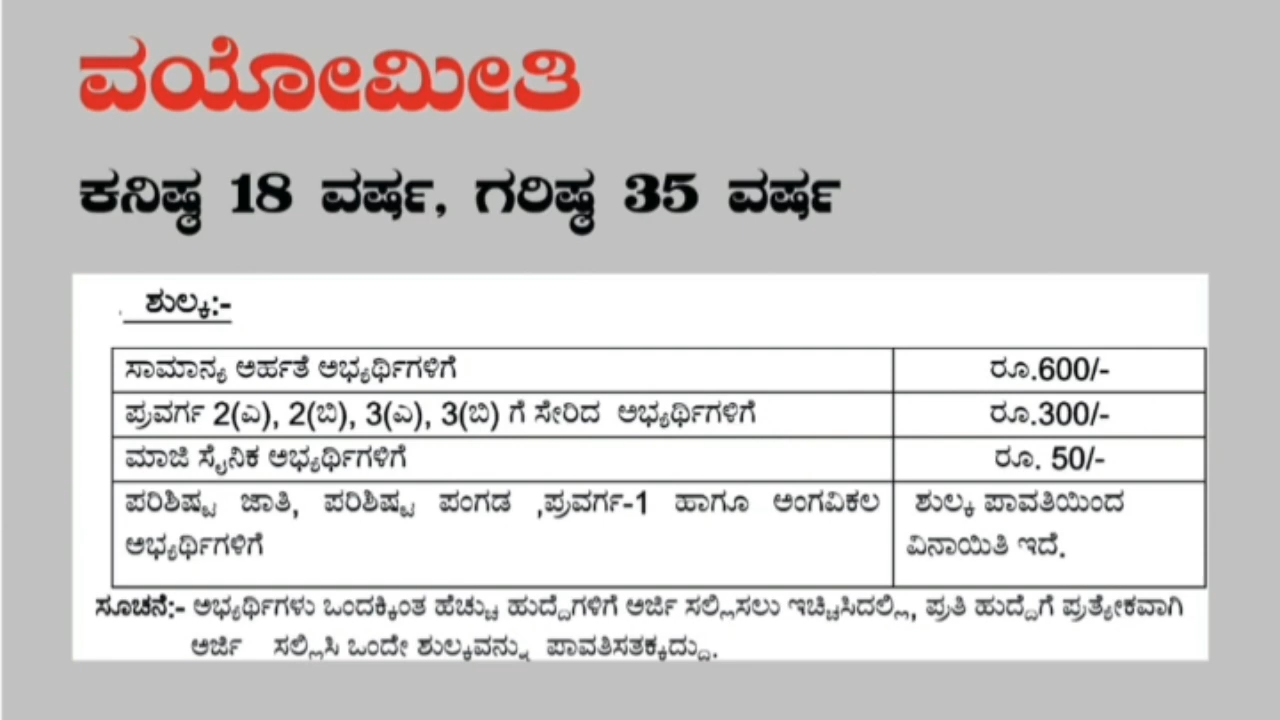 ವಯೋಮೀತಿ
ಕನಿಷ್ಠ 18 ವರ್ಷ, ಗರಿಷ್ಠ 35 ವರ್ಷ
ಶುಲ್ಕ:-
ಸಾಮಾನ್ಯ ಅರ್ಹತೆ ಅಭ್ಯರ್ಥಿಗಳಿಗೆ ರೂ.600/-
ಪ್ರವರ್ಗ 2(ಎ), 2(ಬಿ), 3(ಎ), 3(ಬಿ) ಗೆ ಸೇರಿದ ಅಭ್ಯರ್ಥಿಗಳಿಗೆ ರೂ.300/-
ಮಾಜಿ ಸೈನಿಕ ಅಭ್ಯರ್ಥಿಗಳಿಗೆ ರೂ. 50/-
ಪರಿಶಿಷ್ಟ ಜಾತಿ, ಪರಿಶಿಷ್ಟ ಪಂಗಡ ,ಪ್ರವರ್ಗ-1 ಹಾಗೂ ಅಂಗವಿಕಲ ಶುಲ್ಕ ಪಾವತಿಯಿಂದ
ಅಭ್ಯರ್ಥಿಗಳಿಗೆ ವಿನಾಯಿತಿ ಇದೆ.
ಸೂಚನೆ:- ಅಭ್ಯರ್ಥಿಗಳು ಒಂದಕ್ಕಿಂತ ಹೆಚ್ಚು ಹುದ್ದೆಗಳಿಗೆ ಅರ್ಜಿ ಸಲ್ಲಿಸಲು ಇಚ್ಚಿಸಿದಲ್ಲಿ, ಪ್ರತಿ ಹುದ್ದೆಗೆ ಪ್ರತ್ಯೇಕವಾಗಿ
ಅರ್ಜಿ ಸಲ್ಲಿಸಿ ಒಂದೇ ಶುಲ್ಕವನ್ನು ಪಾವತಿಸತಕ್ಕದ್ದು.